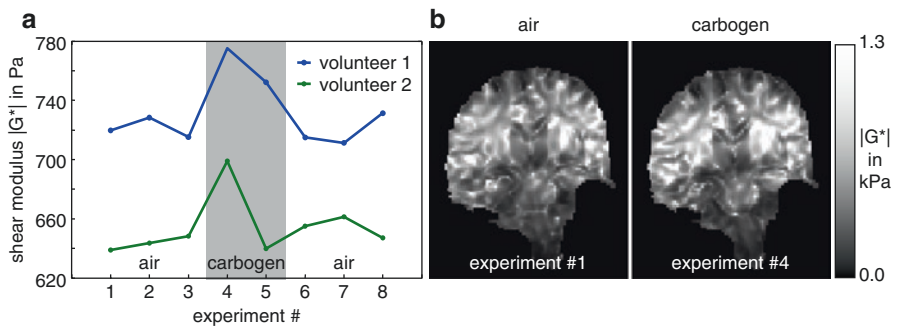 a
shear modulus |G*| in Pa
780
740
700
660
620
volunteer 1
volunteer 2
air
carbogen
air
1 2 3 4 5 6 7 8
experiment #
b
air
carbogen
experiment #1
experiment #4
1.3
|G*|
in
kPa
0.0